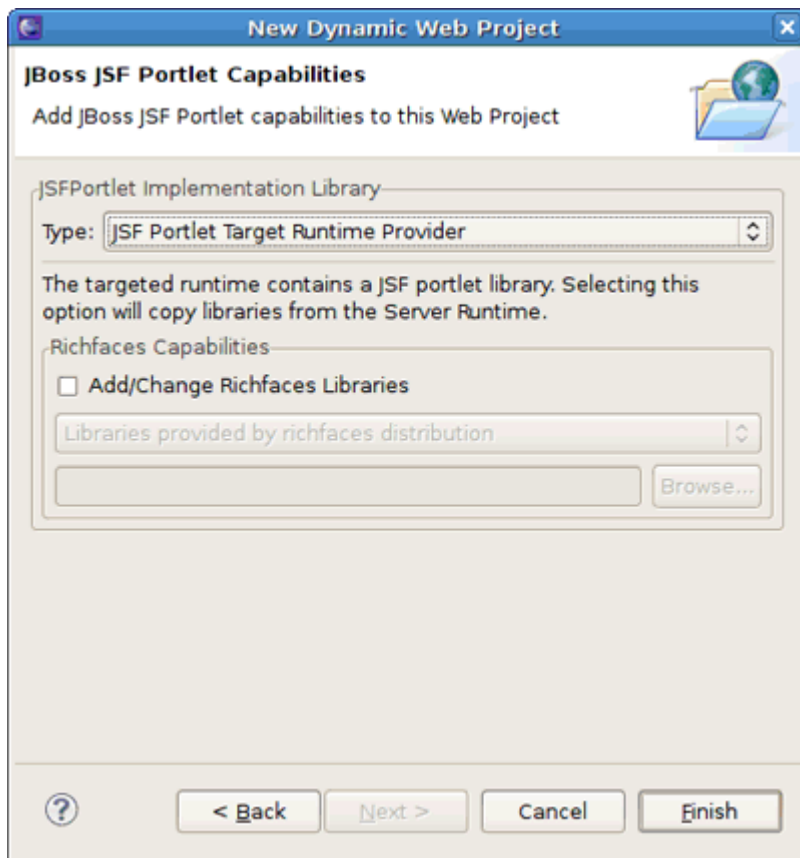 New Dynamic Web Project
JBoss JSF Portlet Capabilities
Add JBoss JSF Portlet capabilities to this Web Project
JSFPortlet Implementation Library
Type: JSF Portlet Target Runtime Provider
The targeted runtime contains a JSF portlet library. Selecting this
option will copy libraries from the Server Runtime.
Richfaces Capabilities
Add/Change Richfaces Libraries
Libraries provided by richfaces distribution
Browse...
? < Back Next > Cancel Finish